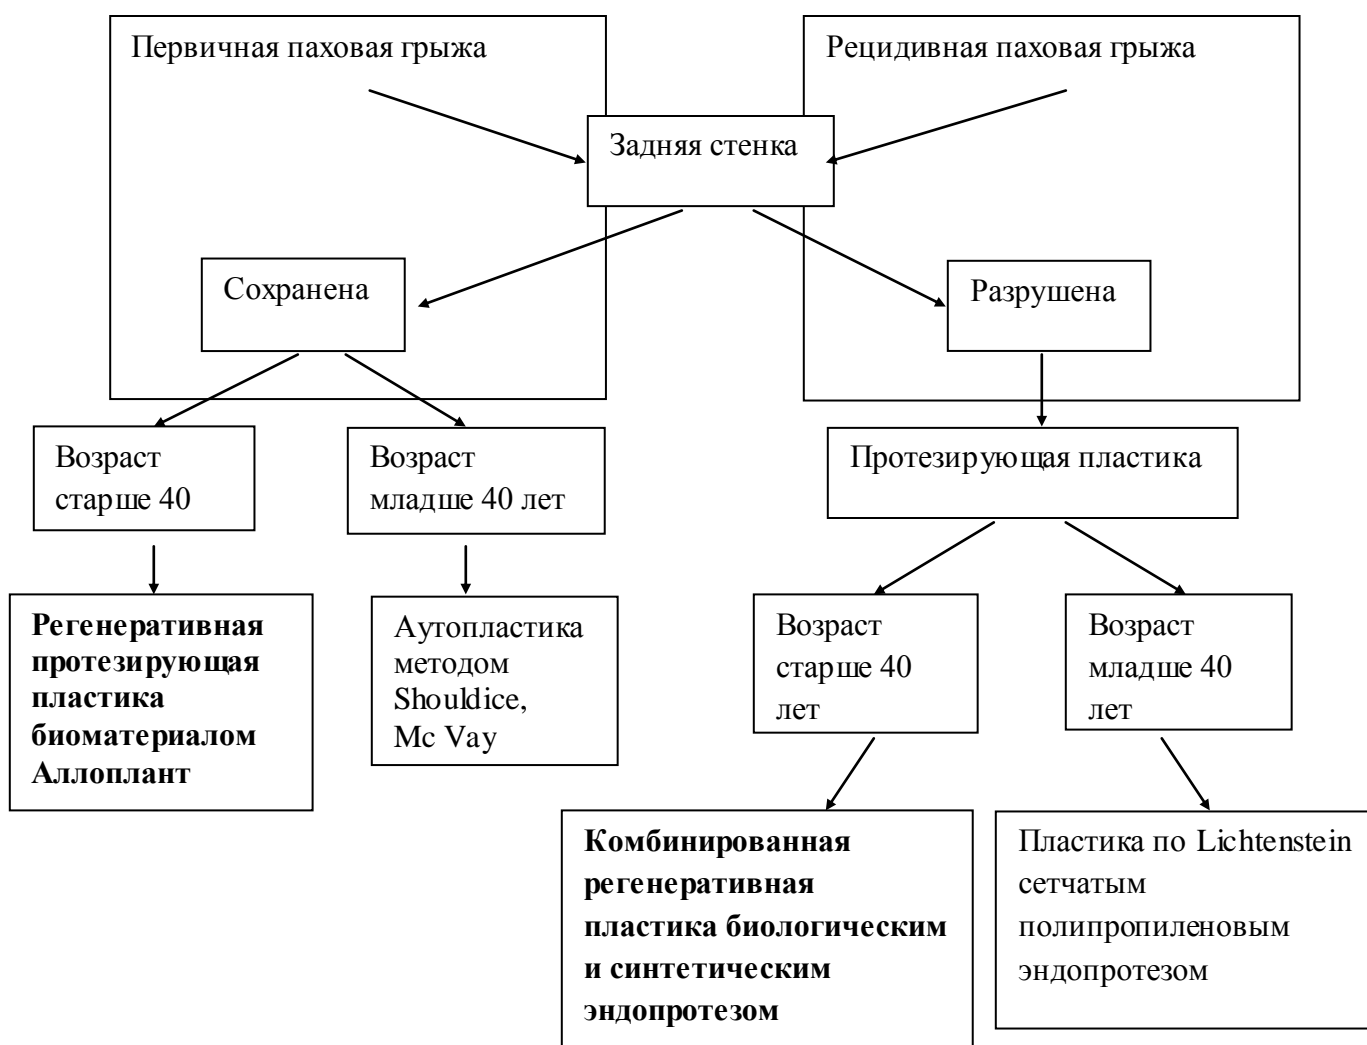 Первичная паховая грыжа
Рецидивная паховая грыжа
Задняя стенка
Сохранена
Разрушена
Возраст
старше 40
Возраст
младше 40 лет
Протезирующая пластика
Регенеративная
протезирующая
пластика
биоматериалом
Аллоплант
Аутопластика
методом
Shouldice,
Mc Vay
Возраст
старше 40
лет
Возраст
младше 40
лет
Комбинированная
регенеративная
пластика биологическим
и синтетическим
эндопротезом
Пластика по Lichtenstein
сетчатым
полипропиленовым
эндопротезом